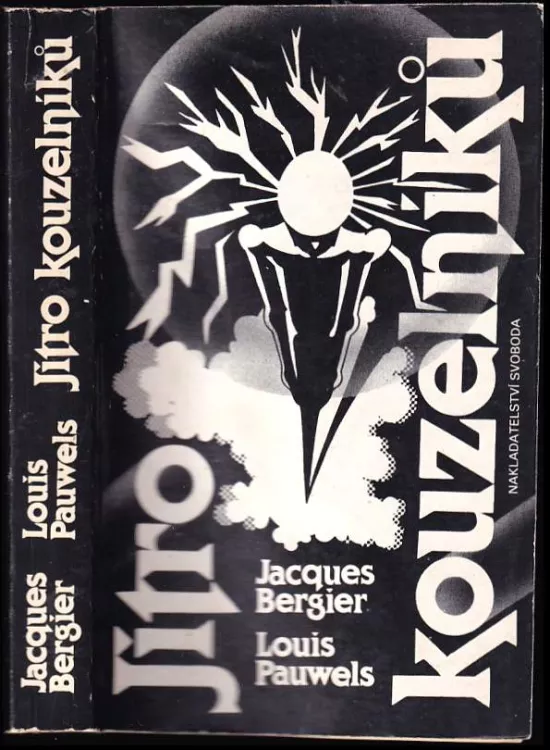 Jacques
Bergier
Louis
Pauwels
Jitro kouzelníků
Jitro
kouzelníků
Jacques
Bergier
Louis
Pauwels
NAKLADATELSTVÍ SVOBODA